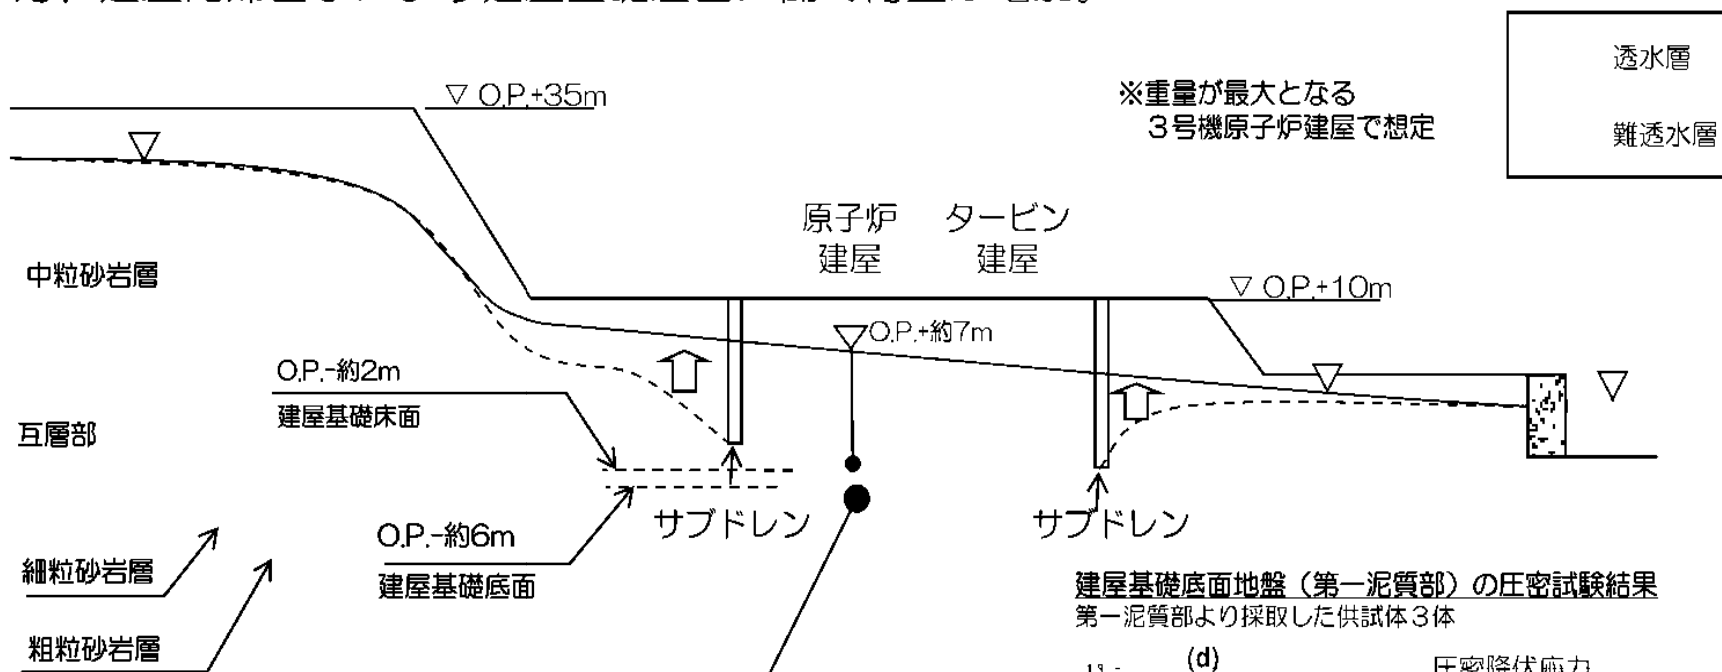 ▽ O.P.+35m
透水層
※重量が最大となる
3号機原子炉建屋で想定
難透水層
原子炉
建屋
タービン
建屋
中粒砂岩層
▽ O.P.+10m
O.P.+約7m
O.P.-約2m
建屋基礎床面
互層部
サブドレン
サブドレン
O.P.-約6m
建屋基礎底面
細粒砂岩層
粗粒砂岩層
建屋基礎底面地盤(第一泥質部)の圧密試験結果
第一泥質部より採取した供試体3体
(d)
圧密降伏応力